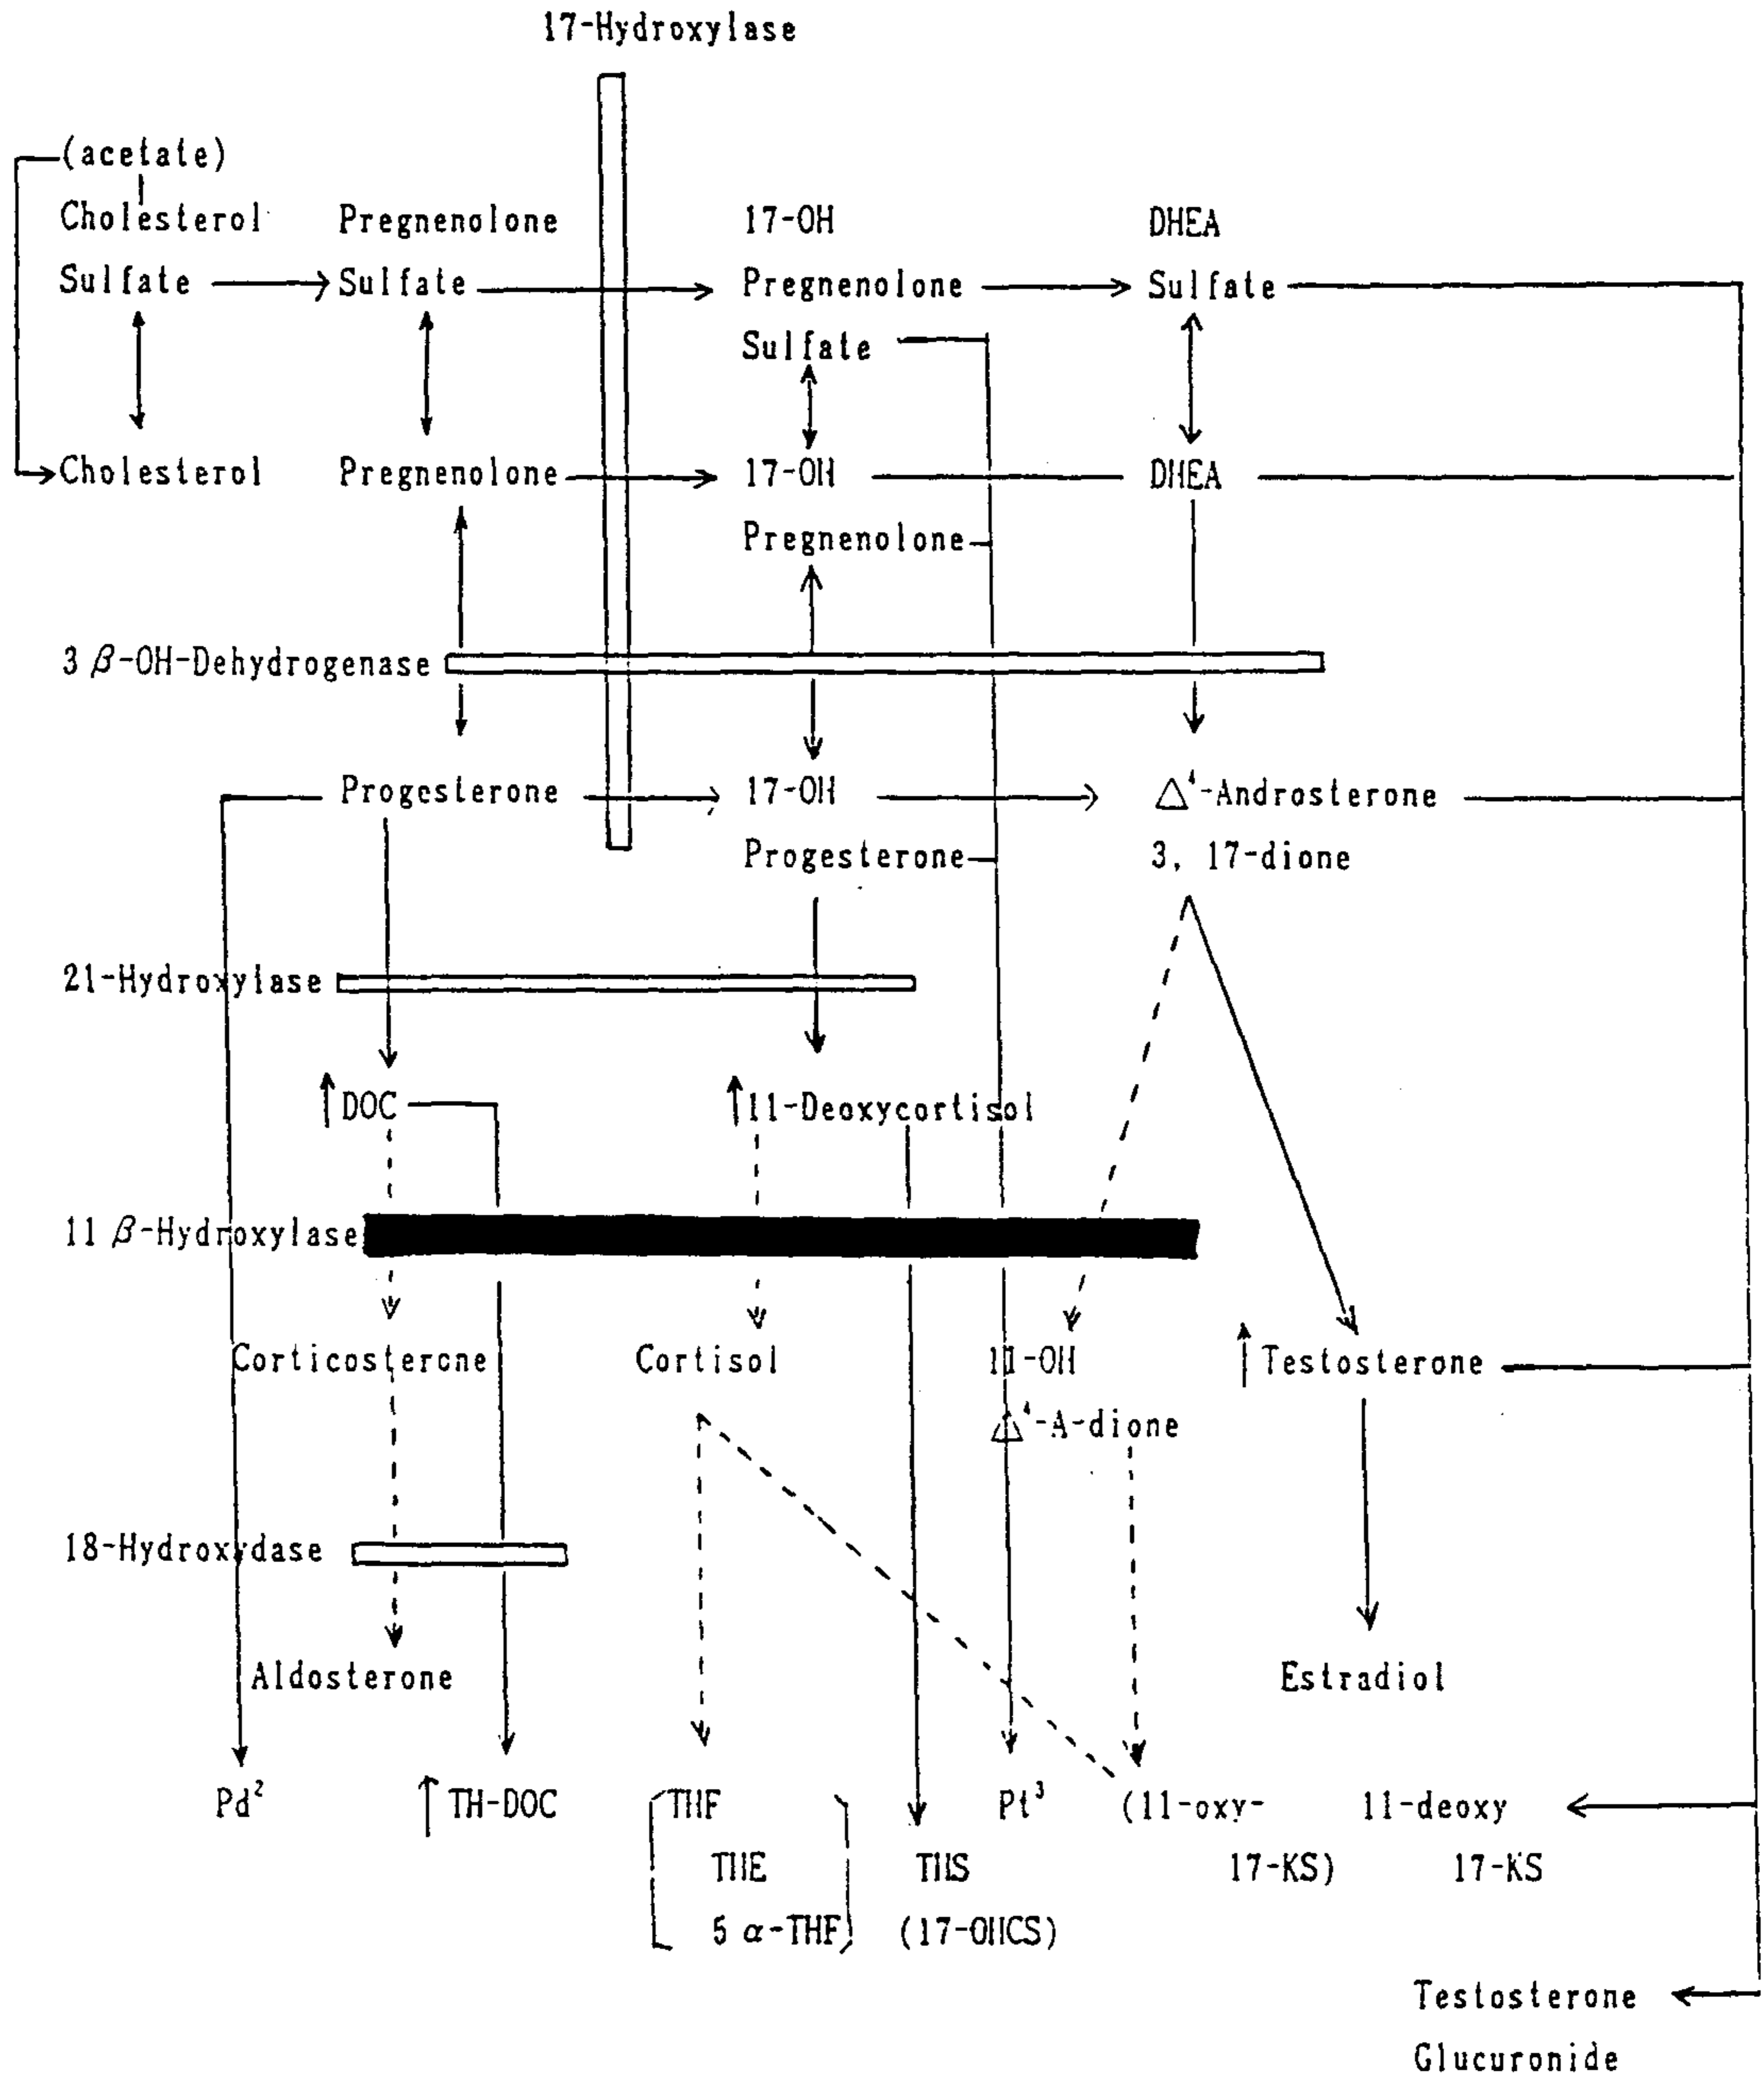 17-Hydroxylase
(acetate)
Cholesterol Pregnenolone 17-OH DHEA
Sulfate Sulfate Pregnenolone Sulfate
Sulfate
Cholesterol Pregnenolone 17-OH DHEA
Pregnenolone
3 β-OH-Dehydrogenase
Progesterone 17-OH △⁴-Androsterone
Progesterone 3, 17-dione
21-Hydroxylase
↑DOC ↑11-Deoxycortisol
11 β-Hydroxylase
Corticosterone Cortisol 11-OH ↑Testosterone
△⁴-A-dione
18-Hydroxydase
Aldosterone Estradiol
Pd² ↑TH-DOC THF Pt³ (11-oxy- 11-deoxy
THE THS 17-KS) 17-KS
5 α-THF (17-OHCS)
Testosterone
Glucuronide